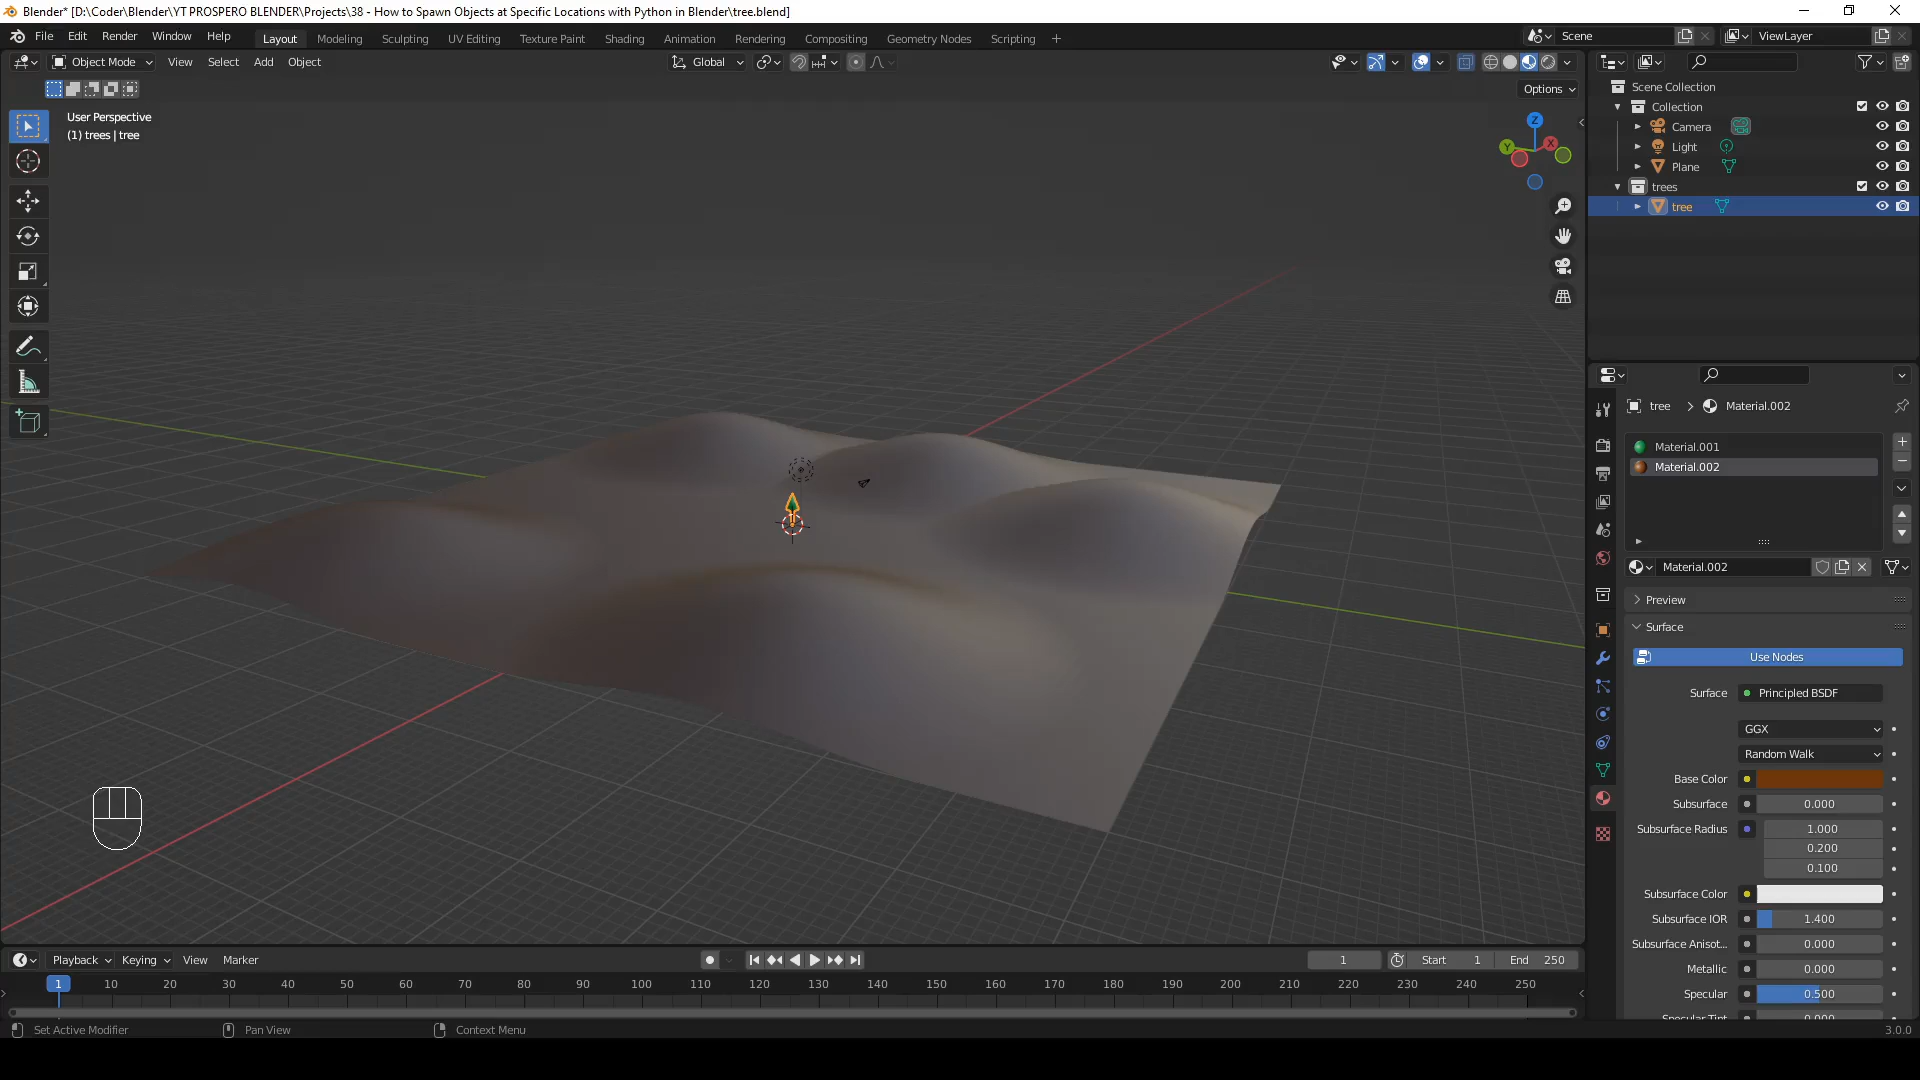 Blender* [D:\Coder\Blender\YT PROSPERO BLENDER\Projects\38 - How to Spawn Objects at Specific Locations with Python in Blender\tree.blend]
File Edit Render Window Help Layout Modeling Sculpting UV Editing Texture Paint Shading Animation Rendering Compositing Geometry Nodes Scripting Scene ViewLayer
Object Mode View Select Add Object Global
Options
User Perspective
(1) trees | tree
Z
Y X
Scene Collection
Collection
Camera
Light
Plane
trees
tree
tree > Material.002
Material.001
Material.002
Material.002
Preview
Surface
Use Nodes
Surface Principled BSDF
GGX
Random Walk
Base Color
Subsurface 0.000
Subsurface Radius 1.000
0.200
0.100
Subsurface Color
Subsurface IOR 1.400
Subsurface Anisot... 0.000
Metallic 0.000
Specular 0.500
Specular Tint 0.000
Playback Keying View Marker 1 Start 1 End 250
1 10 20 30 40 50 60 70 80 90 100 110 120 130 140 150 160 170 180 190 200 210 220 230 240 250
Set Active Modifier Pan View Context Menu 3.0.0